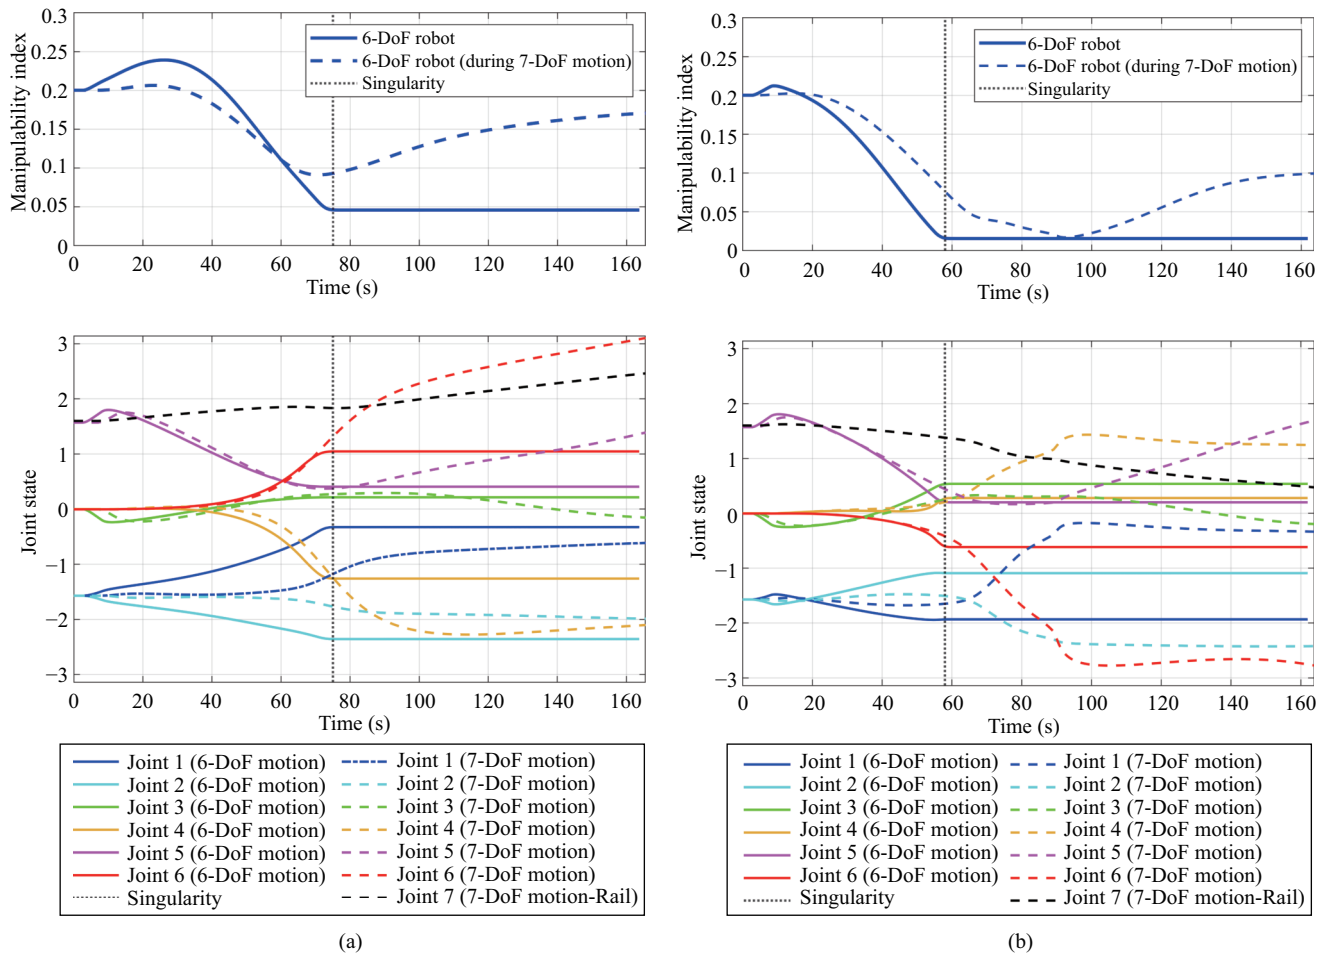 0.3
0.25
0.2
0.15
0.1
0.05
0
Manipulability index
6-DoF robot
6-DoF robot (during 7-DoF motion)
Singularity
0 20 40 60 80 100 120 140 160
Time (s)
3
2
1
0
−1
−2
−3
Joint state
0 20 40 60 80 100 120 140 160
Time (s)
Joint 1 (6-DoF motion) Joint 1 (7-DoF motion)
Joint 2 (6-DoF motion) Joint 2 (7-DoF motion)
Joint 3 (6-DoF motion) Joint 3 (7-DoF motion)
Joint 4 (6-DoF motion) Joint 4 (7-DoF motion)
Joint 5 (6-DoF motion) Joint 5 (7-DoF motion)
Joint 6 (6-DoF motion) Joint 6 (7-DoF motion)
Singularity Joint 7 (7-DoF motion-Rail)
(a)
0.3
0.25
0.2
0.15
0.1
0.05
0
Manipulability index
6-DoF robot
6-DoF robot (during 7-DoF motion)
Singularity
0 20 40 60 80 100 120 140 160
Time (s)
3
2
1
0
−1
−2
−3
Joint state
0 20 40 60 80 100 120 140 160
Time (s)
Joint 1 (6-DoF motion) Joint 1 (7-DoF motion)
Joint 2 (6-DoF motion) Joint 2 (7-DoF motion)
Joint 3 (6-DoF motion) Joint 3 (7-DoF motion)
Joint 4 (6-DoF motion) Joint 4 (7-DoF motion)
Joint 5 (6-DoF motion) Joint 5 (7-DoF motion)
Joint 6 (6-DoF motion) Joint 6 (7-DoF motion)
Singularity Joint 7 (7-DoF motion-Rail)
(b)